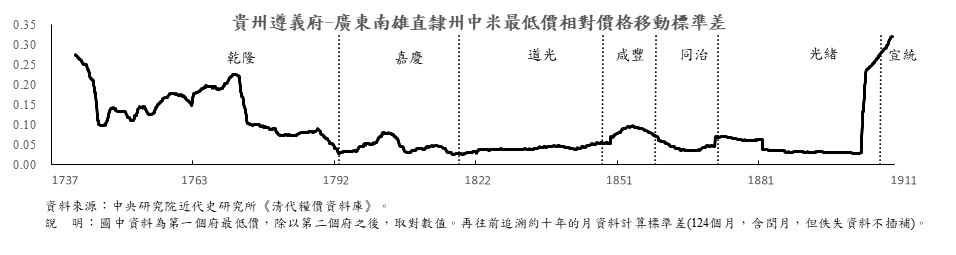 貴州遵義府-廣東南雄直隸州中米最低價相對價格移動標準差
0.35
0.30
0.25
0.20
0.15
0.10
0.05
0.00
乾隆 嘉慶 道光 咸豐 同治 光緒 宣統
1737 1763 1792 1822 1851 1881 1911
資料來源：中央研究院近代史研究所《清代糧價資料庫》。
說　明：圖中資料為第一個府最低價，除以第二個府之後，取對數值。再往前追溯約十年的月資料計算標準差(124個月，含閏月，但佚失資料不插補)。